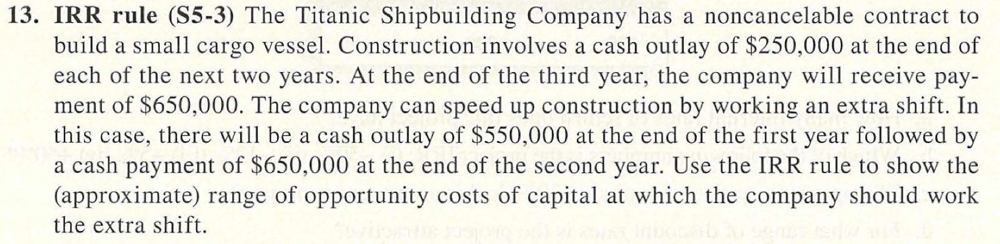 13. IRR rule (S5-3) The Titanic Shipbuilding Company has a noncancelable contract to
build a small cargo vessel. Construction involves a cash outlay of $250,000 at the end of
each of the next two years. At the end of the third year, the company will receive pay-
ment of $650,000. The company can speed up construction by working an extra shift. In
this case, there will be a cash outlay of $550,000 at the end of the first year followed by
a cash payment of $650,000 at the end of the second year. Use the IRR rule to show the
(approximate) range of opportunity costs of capital at which the company should work
the extra shift.